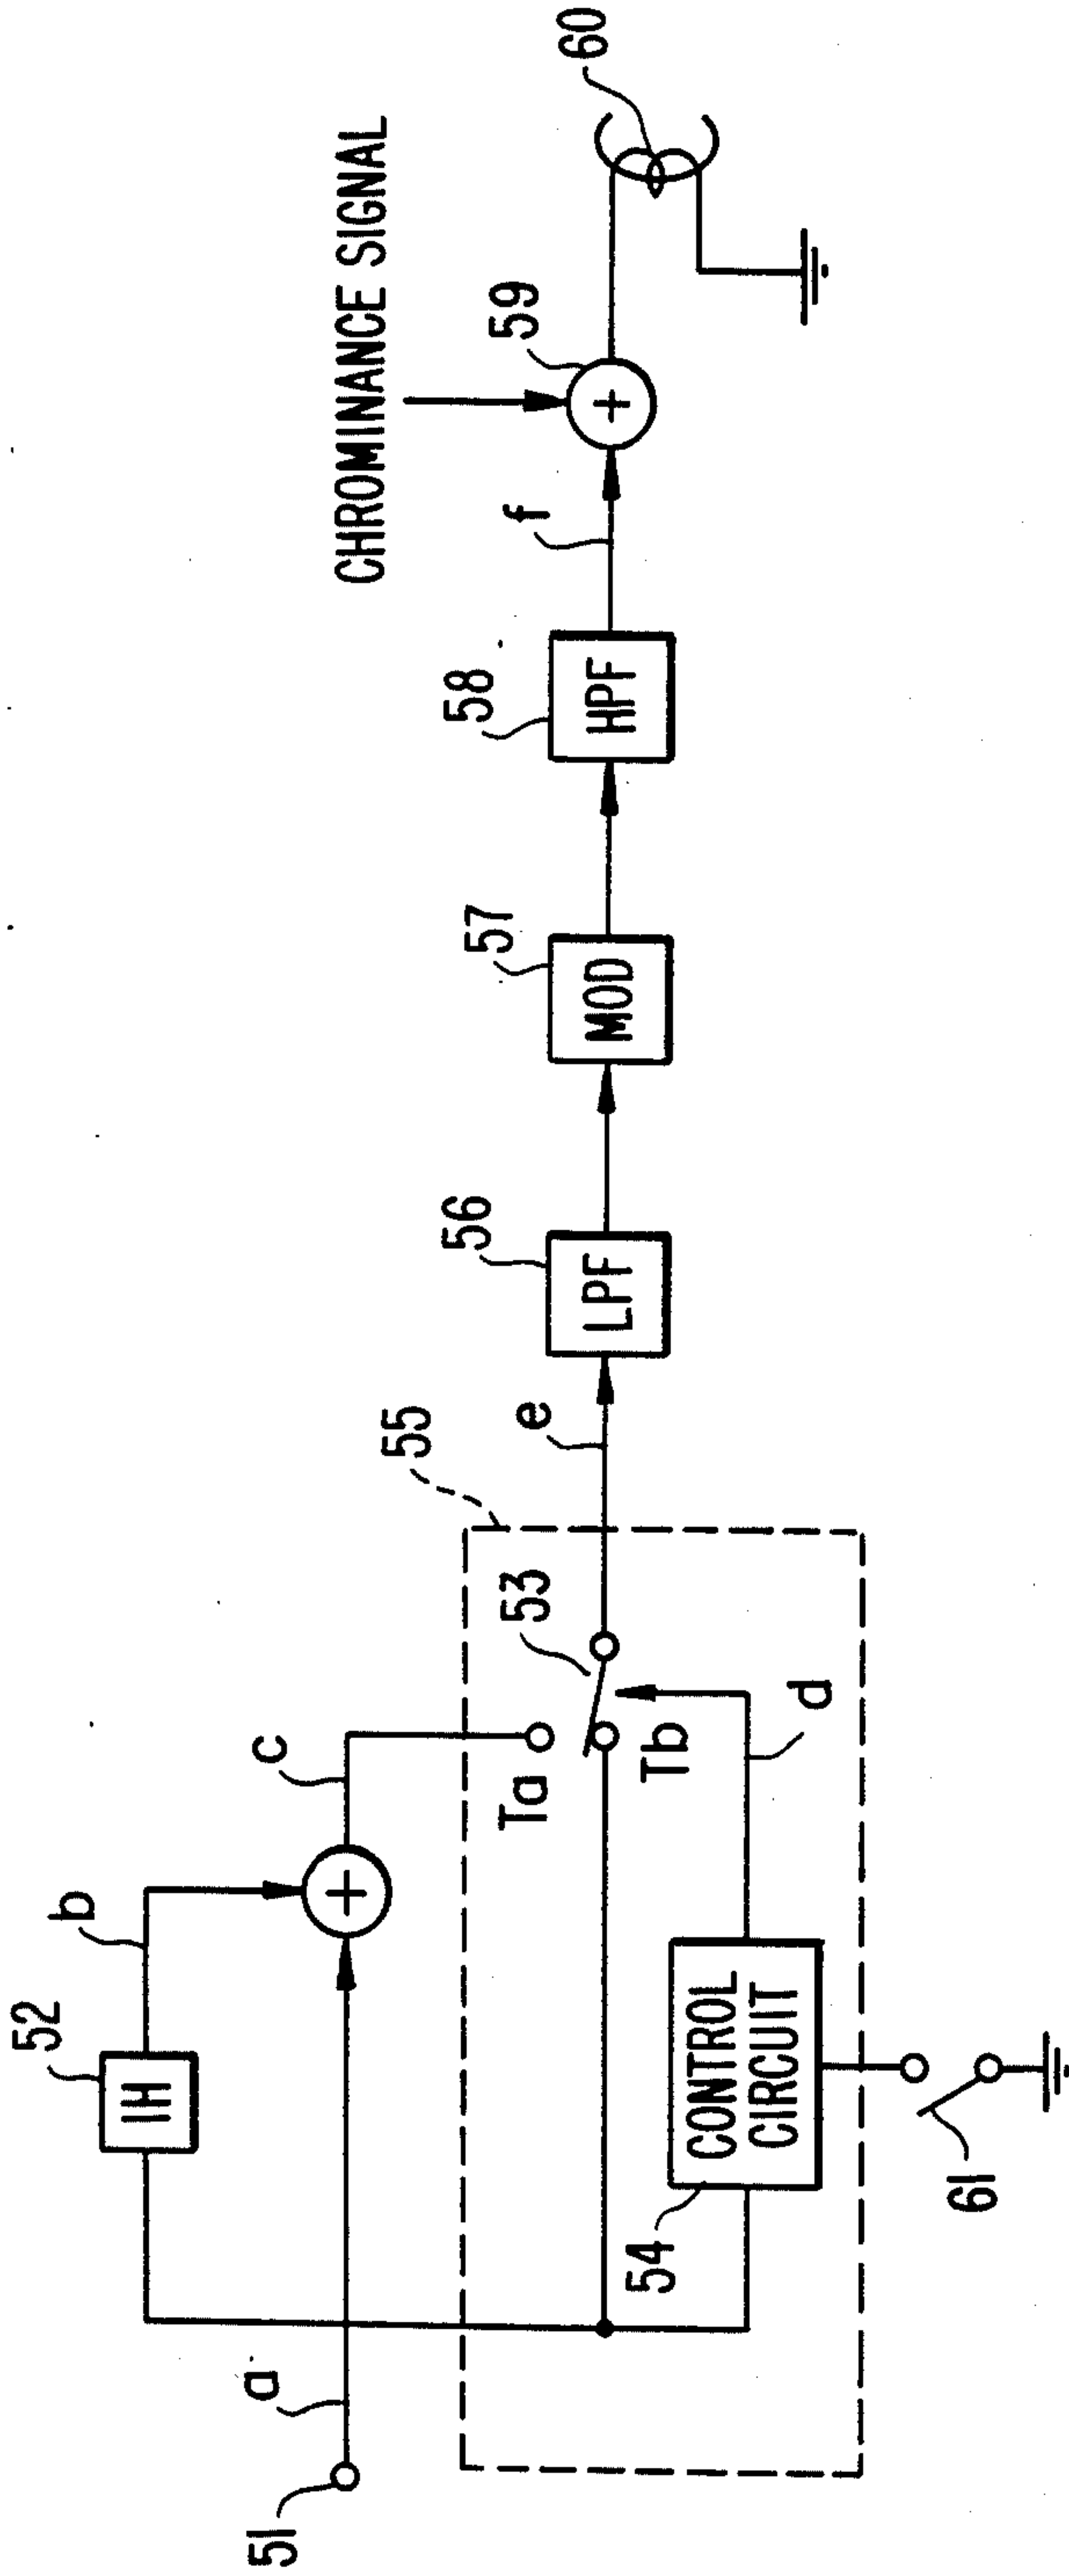 CHROMINANCE SIGNAL
52
1H
b
c
59
60
51
a
+
55
Ta
53
e
56
LPF
57
MOD
58
HPF
f
+
Tb
54
CONTROL
CIRCUIT
d
61